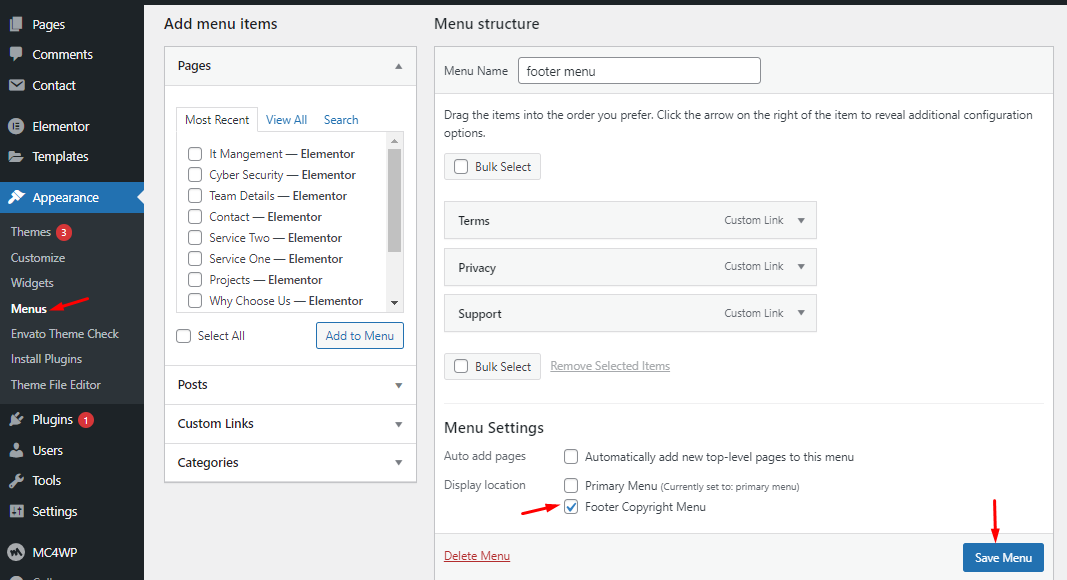 Pages
Comments
Contact
Elementor
Templates
Appearance
Themes 3
Customize
Widgets
Menus
Envato Theme Check
Install Plugins
Theme File Editor
Plugins 1
Users
Tools
Settings
MC4WP
Add menu items
Pages
Most Recent View All Search
It Mangement — Elementor
Cyber Security — Elementor
Team Details — Elementor
Contact — Elementor
Service Two — Elementor
Service One — Elementor
Projects — Elementor
Why Choose Us — Elementor
Select All Add to Menu
Posts
Custom Links
Categories
Menu structure
Menu Name footer menu
Drag the items into the order you prefer. Click the arrow on the right of the item to reveal additional configuration
options.
Bulk Select
Terms Custom Link
Privacy Custom Link
Support Custom Link
Bulk Select Remove Selected Items
Menu Settings
Auto add pages Automatically add new top-level pages to this menu
Display location Primary Menu (Currently set to: primary menu)
Footer Copyright Menu
Delete Menu Save Menu